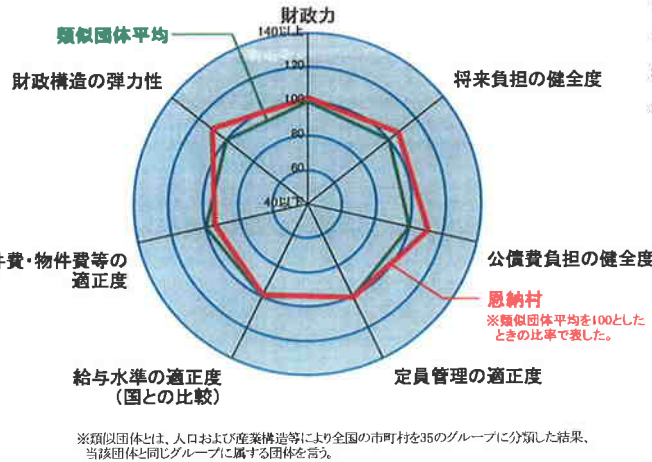 財政力
140以上
類似団体平均
120
財政構造の弾力性
将来負担の健全度
100
80
60
40以上
件費・物件費等の
適正度
公債費負担の健全度
恩納村
※類似団体平均を100とした
ときの比率で表した。
給与水準の適正度
(国との比較)
定員管理の適正度
※類似団体とは、人口および産業構造等により全国の市町村を35のグループに分類した結果、
当該団体と同じグループに属する団体を言う。